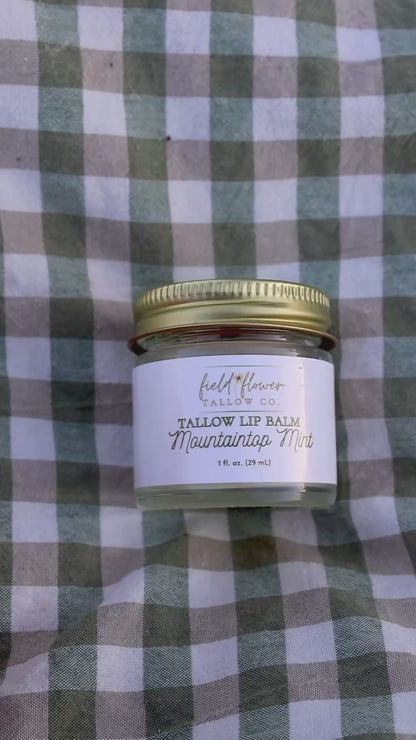 field flower
TALLOW CO.
TALLOW LIP BALM
Mountaintop Mint
1 fl. oz. (29 mL)